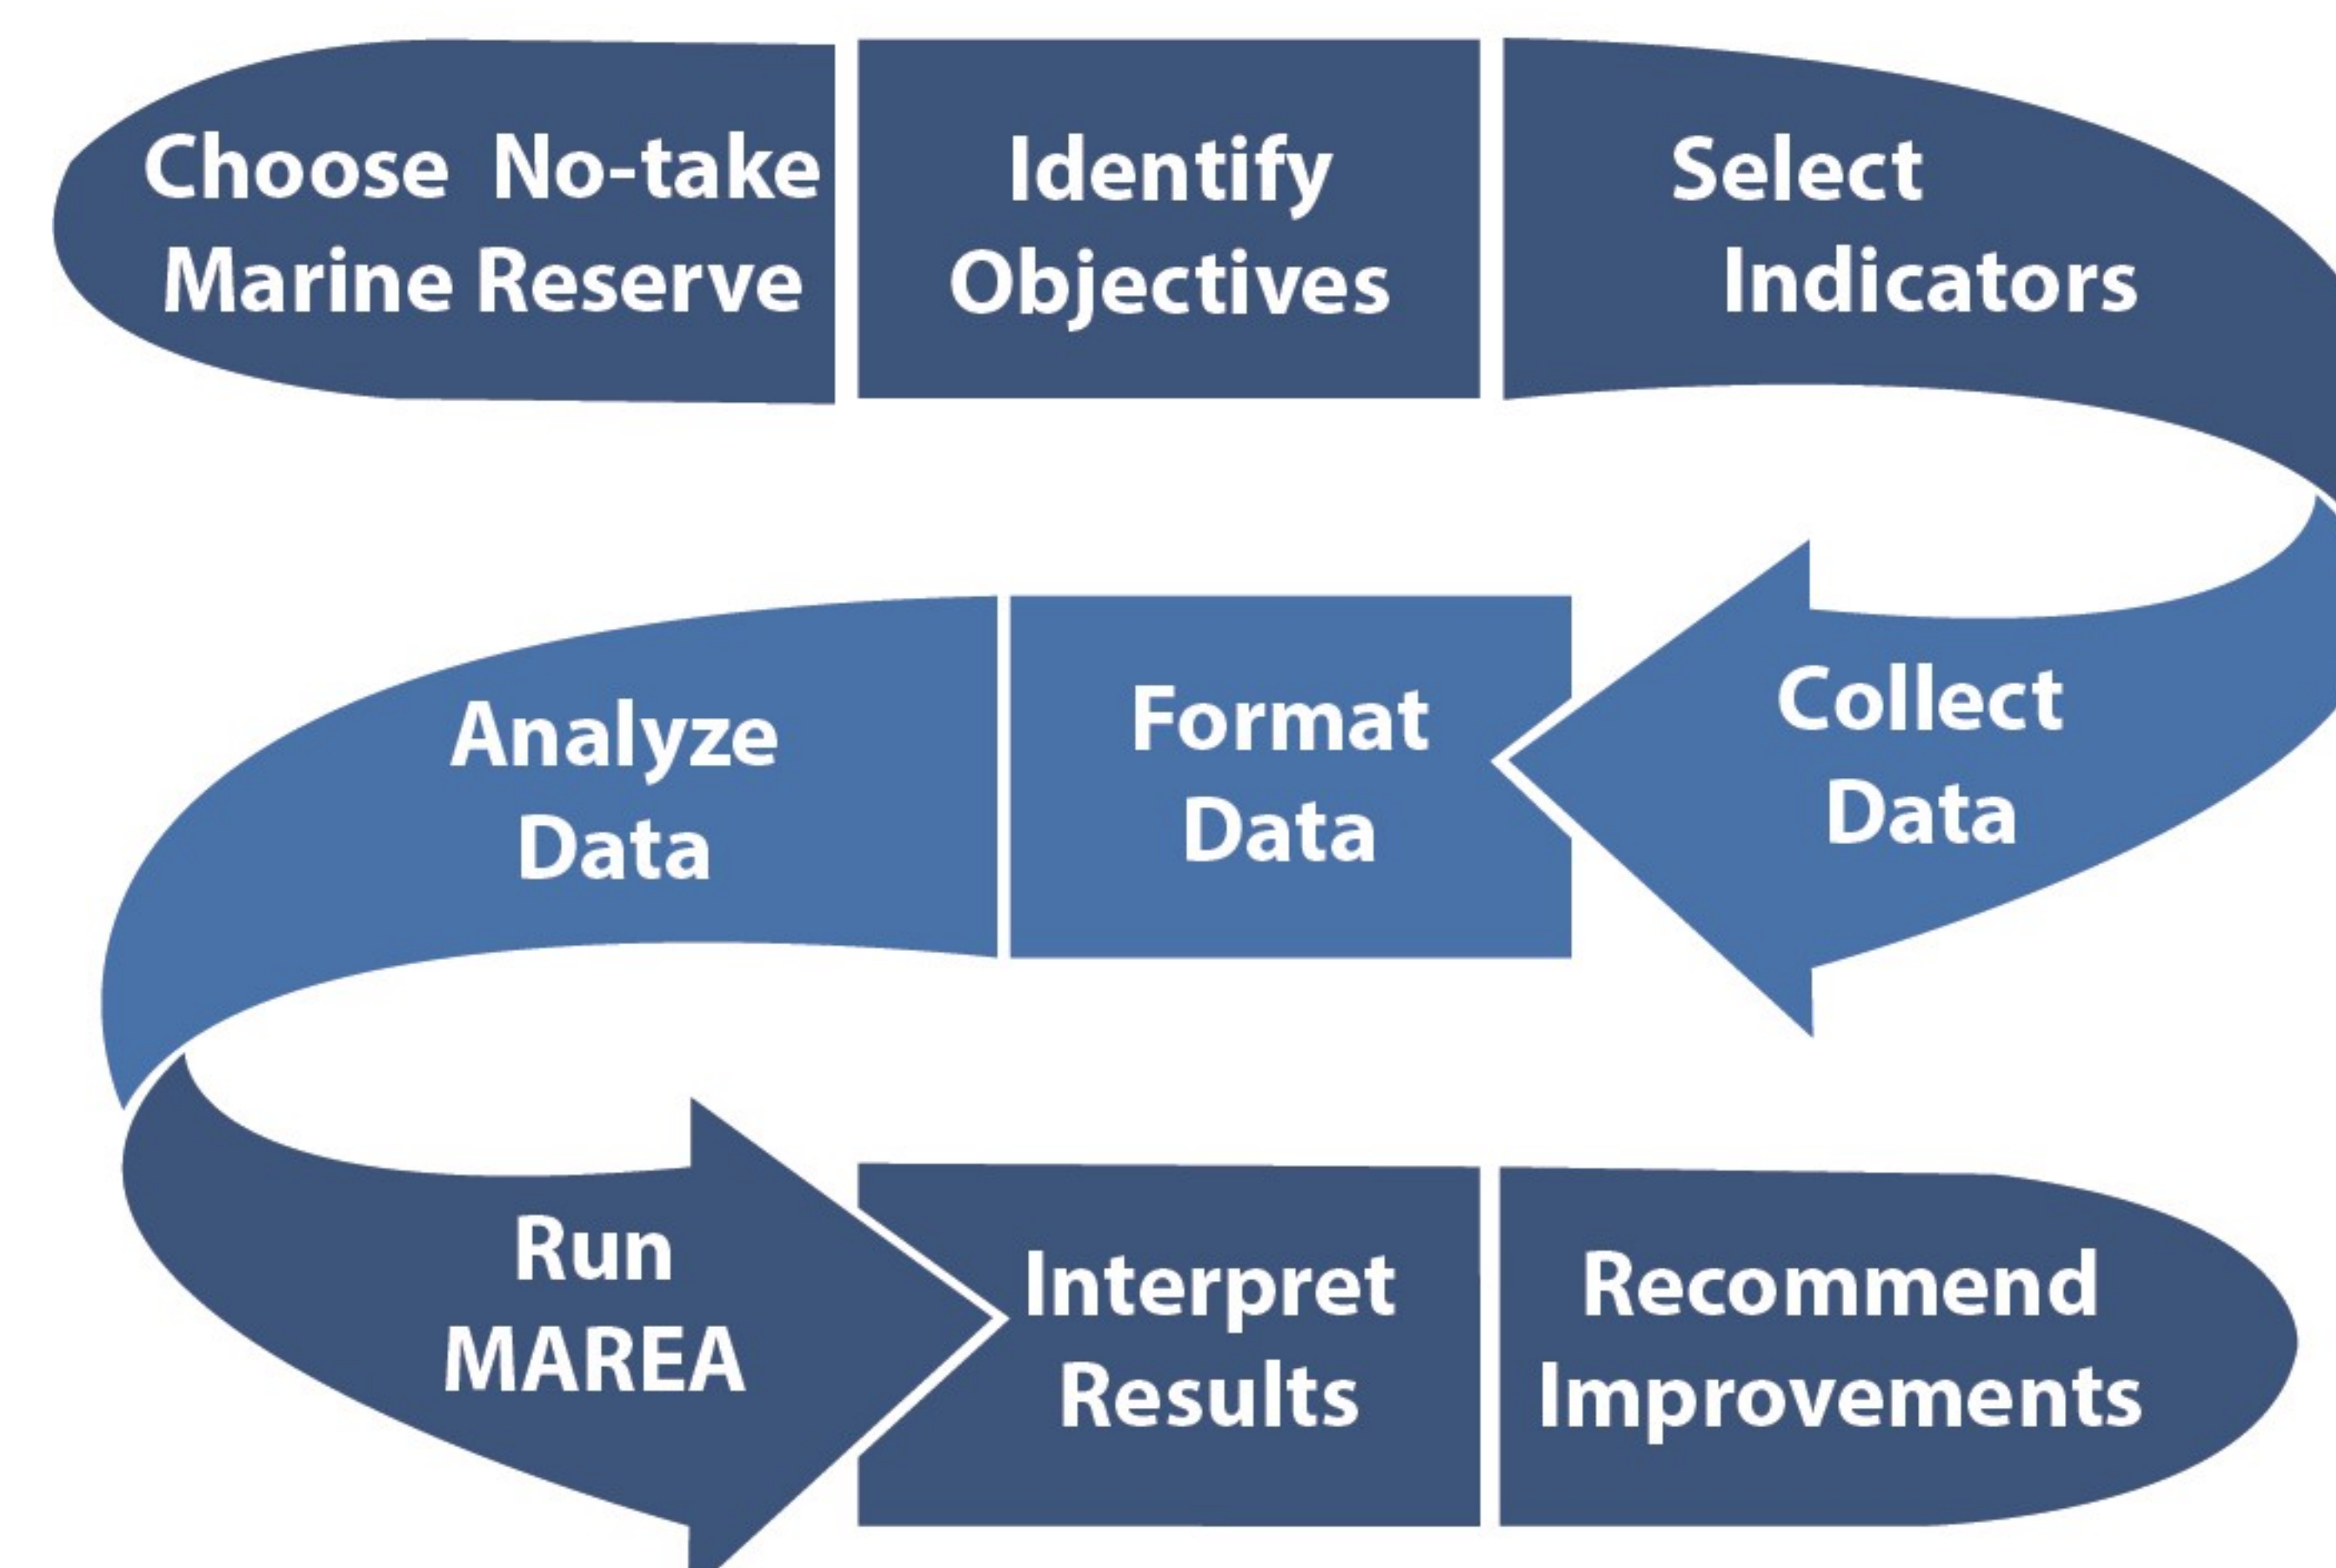 Choose No-take
Marine Reserve
Identify
Objectives
Select
Indicators
Collect
Data
Format
Data
Analyze
Data
Run
MAREA
Interpret
Results
Recommend
Improvements